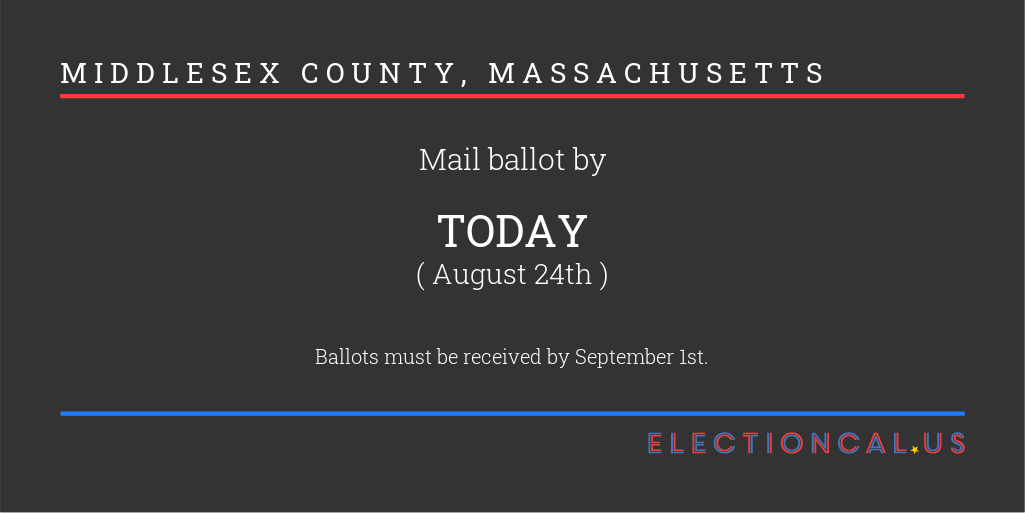 MIDDLESEX COUNTY, MASSACHUSETTS
Mail ballot by
TODAY
( August 24th )
Ballots must be received by September 1st.
ELECTIONCAL.US